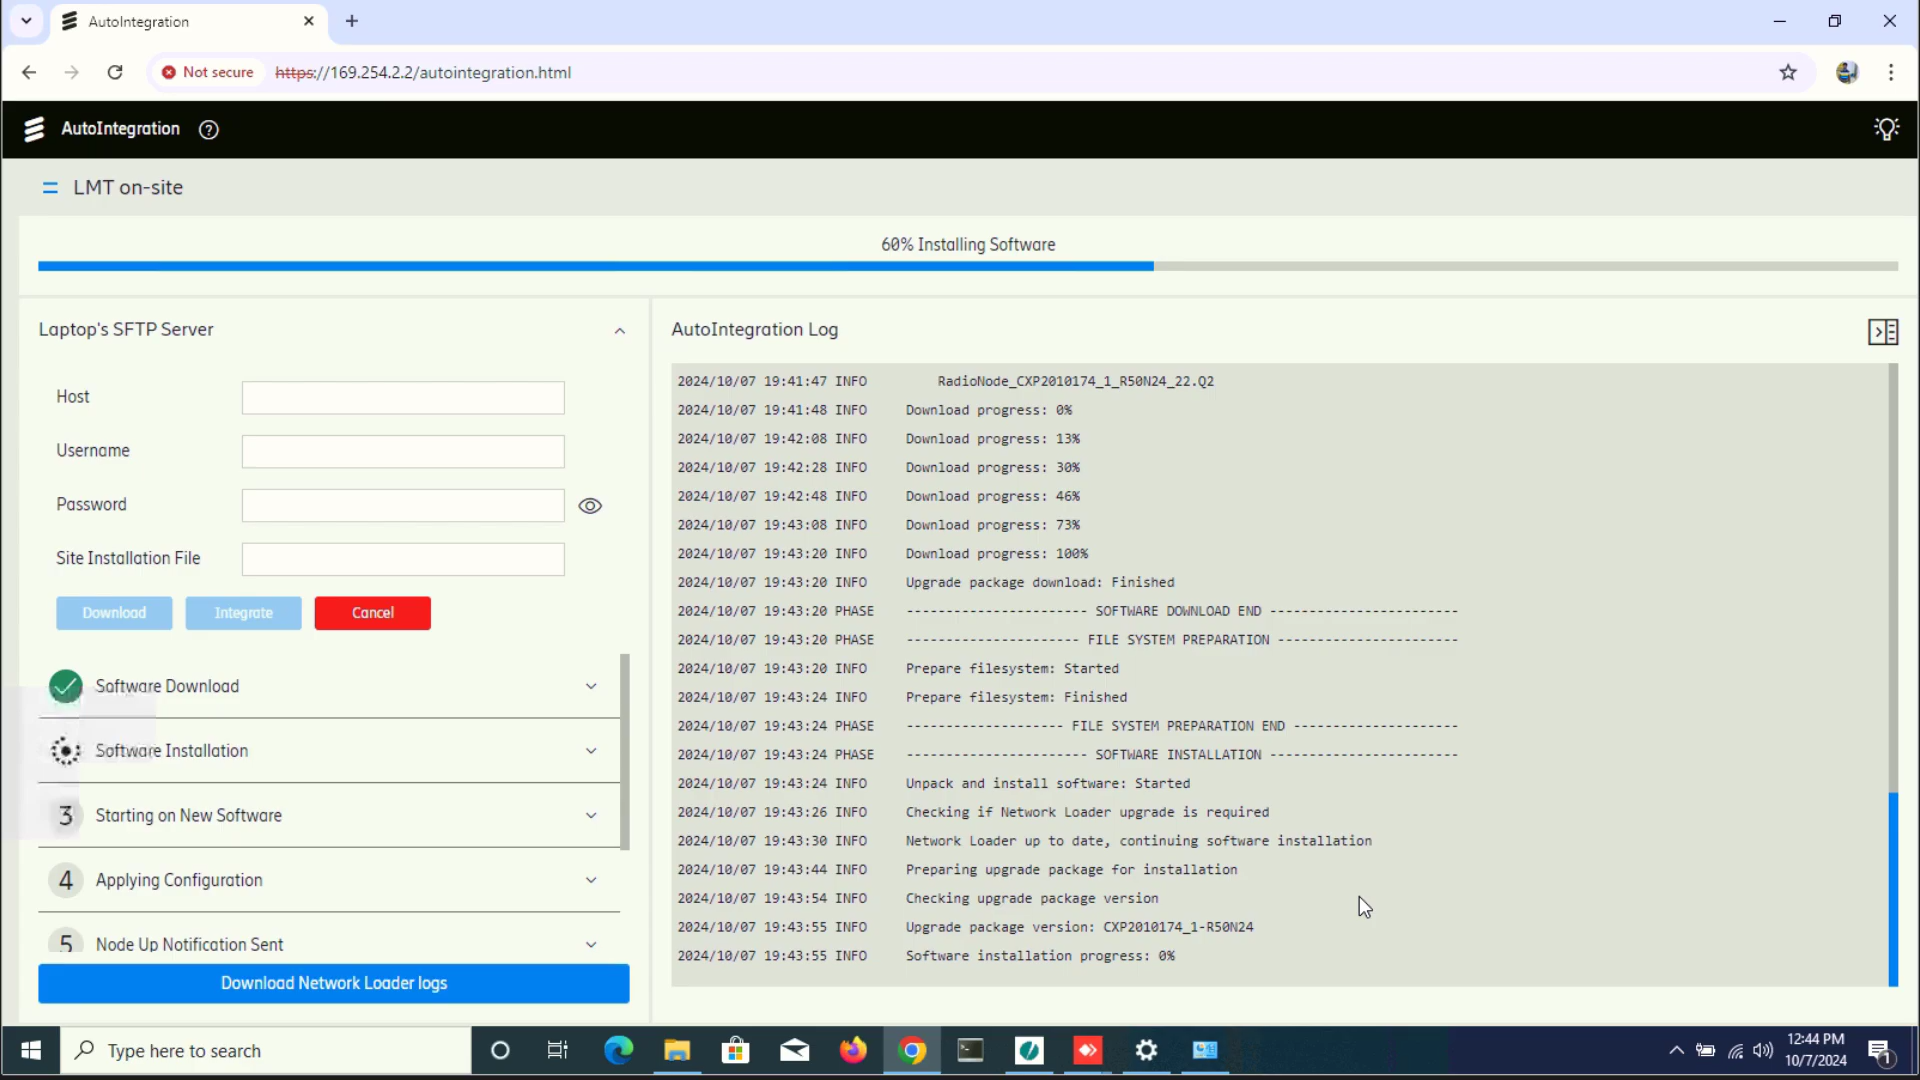 AutoIntegration
Not secure https://169.254.2.2/autointegration.html
AutoIntegration ?
LMT on-site
60% Installing Software
Laptop's SFTP Server
Host
Username
Password
Site Installation File
Download Integrate Cancel
Software Download
Software Installation
3 Starting on New Software
4 Applying Configuration
5 Node Up Notification Sent
Download Network Loader logs
AutoIntegration Log
2024/10/07 19:41:47 INFO RadioNode_CXP2010174_1_R50N24_22.Q2
2024/10/07 19:41:48 INFO Download progress: 0%
2024/10/07 19:42:08 INFO Download progress: 13%
2024/10/07 19:42:28 INFO Download progress: 30%
2024/10/07 19:42:48 INFO Download progress: 46%
2024/10/07 19:43:08 INFO Download progress: 73%
2024/10/07 19:43:20 INFO Download progress: 100%
2024/10/07 19:43:20 INFO Upgrade package download: Finished
2024/10/07 19:43:20 PHASE ----------------------- SOFTWARE DOWNLOAD END ------------------------
2024/10/07 19:43:20 PHASE ---------------------- FILE SYSTEM PREPARATION -----------------------
2024/10/07 19:43:20 INFO Prepare filesystem: Started
2024/10/07 19:43:24 INFO Prepare filesystem: Finished
2024/10/07 19:43:24 PHASE -------------------- FILE SYSTEM PREPARATION END ---------------------
2024/10/07 19:43:24 PHASE ----------------------- SOFTWARE INSTALLATION ------------------------
2024/10/07 19:43:24 INFO Unpack and install software: Started
2024/10/07 19:43:26 INFO Checking if Network Loader upgrade is required
2024/10/07 19:43:30 INFO Network Loader up to date, continuing software installation
2024/10/07 19:43:44 INFO Preparing upgrade package for installation
2024/10/07 19:43:54 INFO Checking upgrade package version
2024/10/07 19:43:55 INFO Upgrade package version: CXP2010174_1-R50N24
2024/10/07 19:43:55 INFO Software installation progress: 0%
Type here to search
12:44 PM
10/7/2024
1